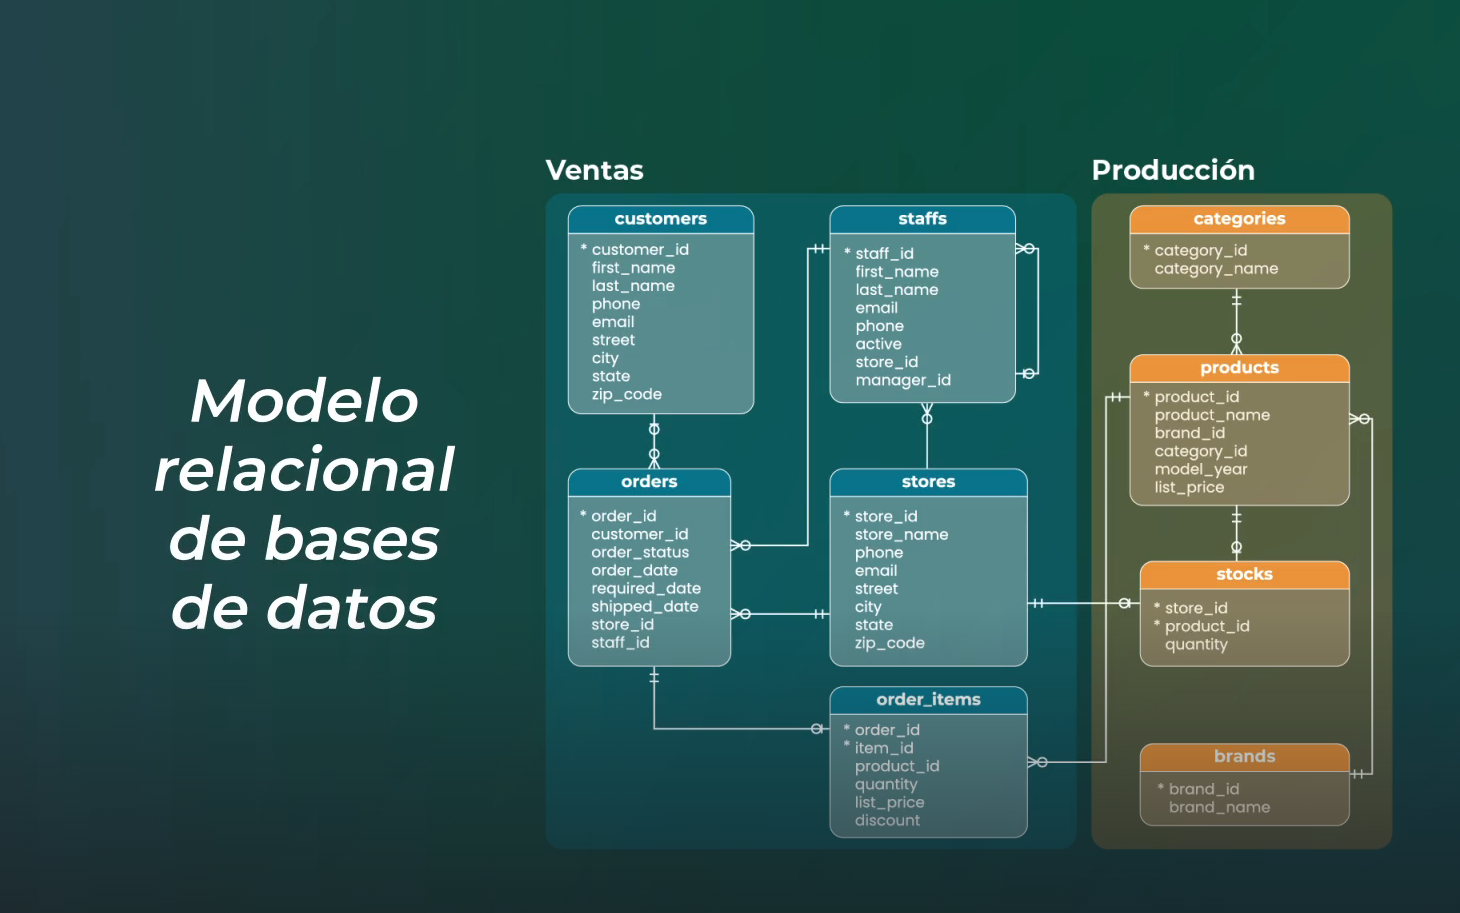 Modelo
relacional
de bases
de datos
Ventas
customers
* customer_id
first_name
last_name
phone
email
street
city
state
zip_code
staffs
* staff_id
first_name
last_name
email
phone
active
store_id
manager_id
orders
* order_id
customer_id
order_status
order_date
required_date
shipped_date
store_id
staff_id
stores
* store_id
store_name
phone
email
street
city
state
zip_code
order_items
* order_id
* item_id
product_id
quantity
list_price
discount
Producción
categories
* category_id
category_name
products
* product_id
product_name
brand_id
category_id
model_year
list_price
stocks
* store_id
* product_id
quantity
brands
* brand_id
brand_name